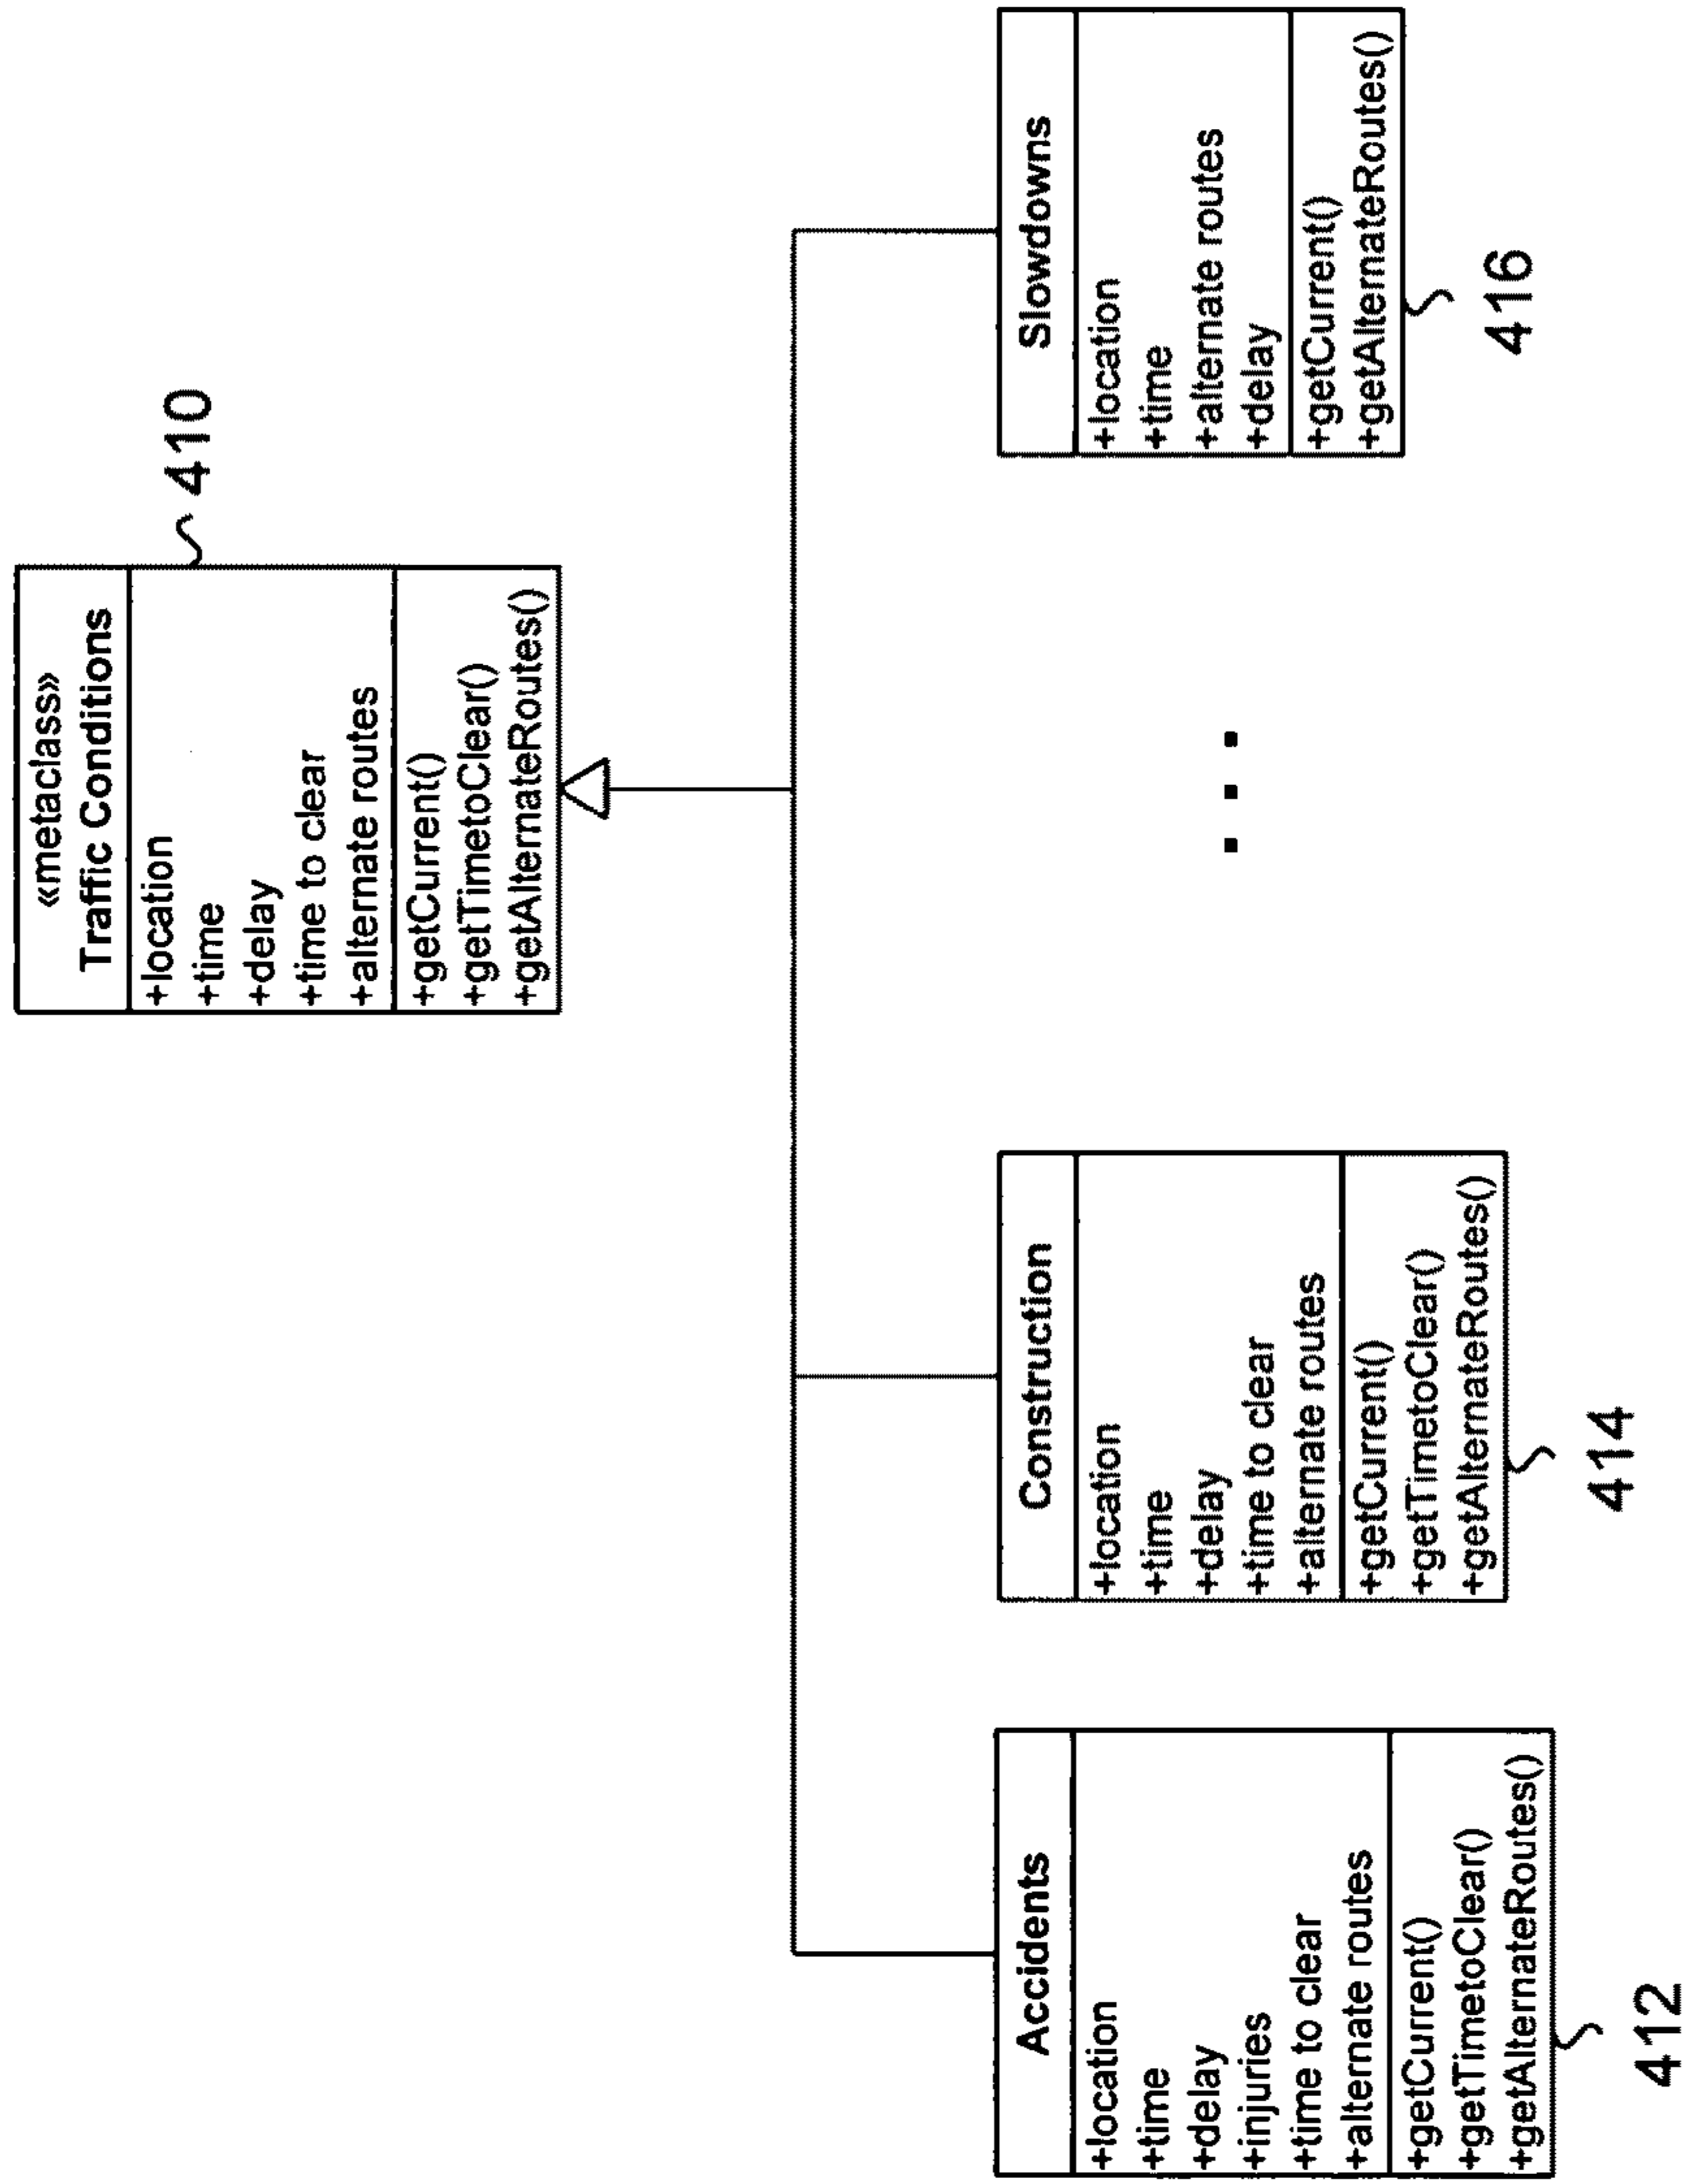 «metaclass»
Traffic Conditions
+location
+time
+delay
+time to clear
+alternate routes
+getCurrent()
+getTimetoClear()
+getAlternateRoutes()
410
Accidents
+location
+time
+delay
+injuries
+time to clear
+alternate routes
+getCurrent()
+getTimetoClear()
+getAlternateRoutes()
412
Construction
+location
+time
+delay
+time to clear
+alternate routes
+getCurrent()
+getTimetoClear()
+getAlternateRoutes()
414
. . .
Slowdowns
+location
+time
+alternate routes
+delay
+getCurrent()
+getAlternateRoutes()
416